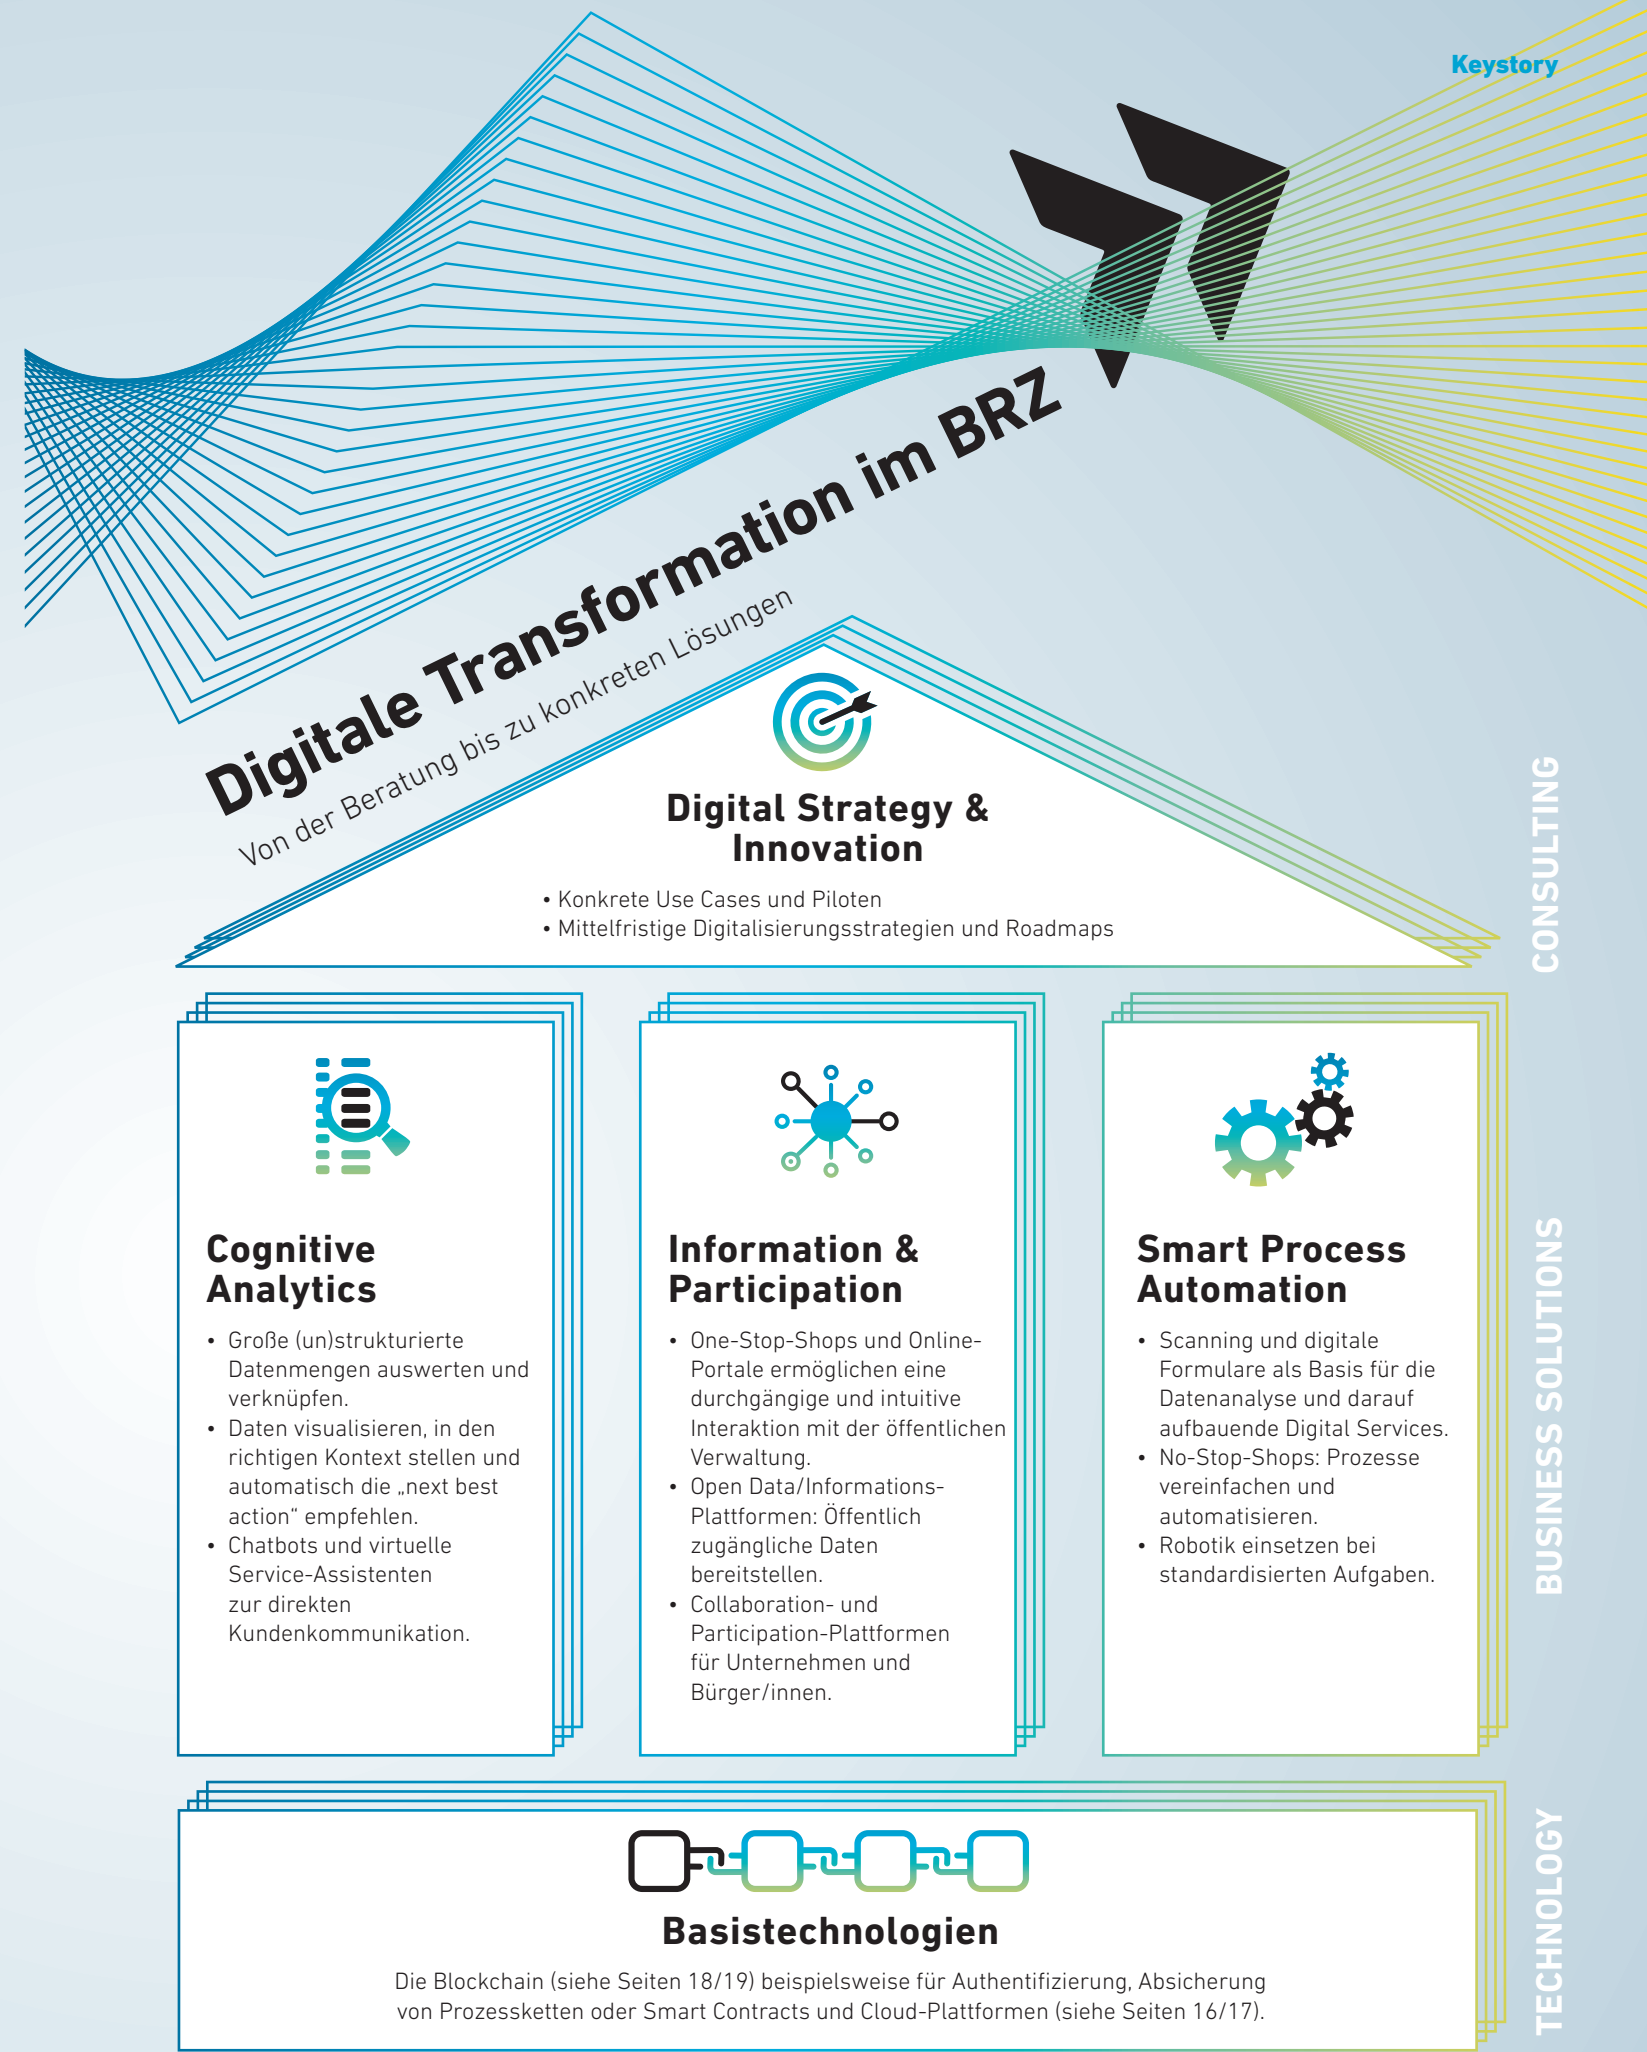 Keystory
Digitale Transformation im BRZ
Von der Beratung bis zu konkreten Lösungen
Digital Strategy &
Innovation
• Konkrete Use Cases und Piloten
• Mittelfristige Digitalisierungsstrategien und Roadmaps
CONSULTING
Cognitive
Analytics
• Große (un)strukturierte
Datenmengen auswerten und
verknüpfen.
• Daten visualisieren, in den
richtigen Kontext stellen und
automatisch die „next best
action“ empfehlen.
• Chatbots und virtuelle
Service-Assistenten
zur direkten
Kundenkommunikation.
Information &
Participation
• One-Stop-Shops und Online-
Portale ermöglichen eine
durchgängige und intuitive
Interaktion mit der öffentlichen
Verwaltung.
• Open Data/Informations-
Plattformen: Öffentlich
zugängliche Daten
bereitstellen.
• Collaboration- und
Participation-Plattformen
für Unternehmen und
Bürger/innen.
Smart Process
Automation
• Scanning und digitale
Formulare als Basis für die
Datenanalyse und darauf
aufbauende Digital Services.
• No-Stop-Shops: Prozesse
vereinfachen und
automatisieren.
• Robotik einsetzen bei
standardisierten Aufgaben.
BUSINESS SOLUTIONS
Basistechnologien
Die Blockchain (siehe Seiten 18/19) beispielsweise für Authentifizierung, Absicherung
von Prozessketten oder Smart Contracts und Cloud-Plattformen (siehe Seiten 16/17).
TECHNOLOGY